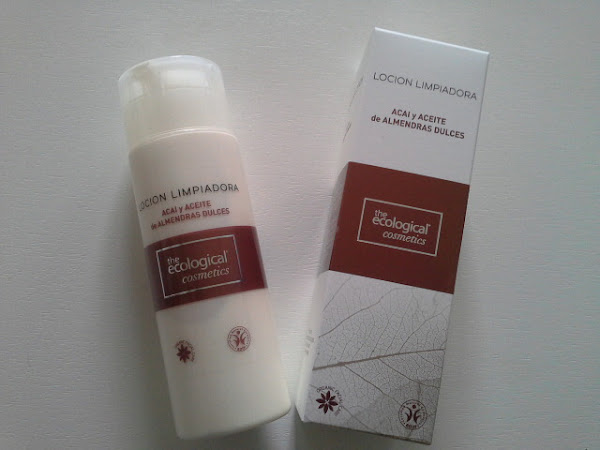 LOCION LIMPIADORA
ACAI y ACEITE
de ALMENDRAS DULCES
the
ecological
cosmetics
LOCION LIMPIADORA
ACAI y ACEITE
de ALMENDRAS DULCES
the
ecological
cosmetics